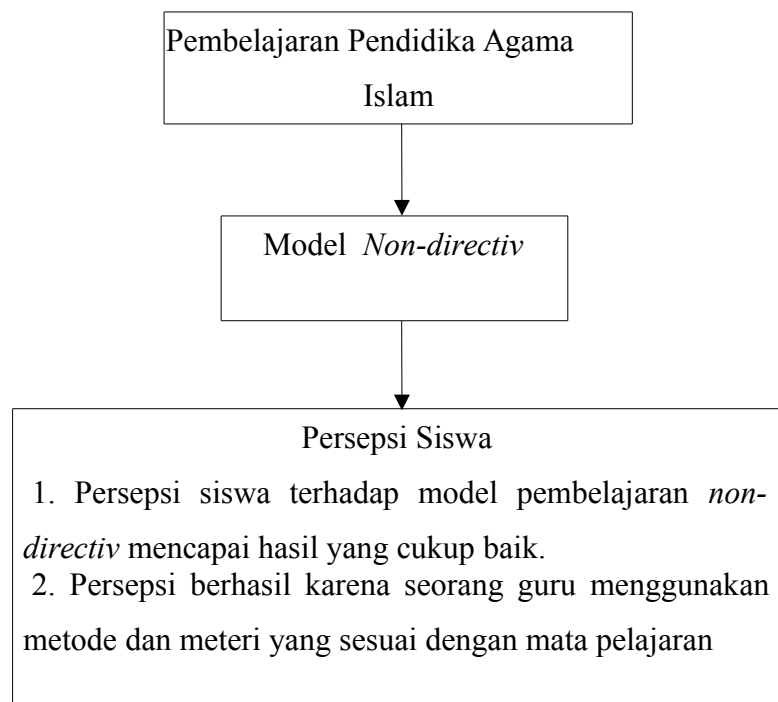 Pembelajaran Pendidika Agama
Islam
Model Non-directiv
Persepsi Siswa
1. Persepsi siswa terhadap model pembelajaran non-
directiv mencapai hasil yang cukup baik.
2. Persepsi berhasil karena seorang guru menggunakan
metode dan meteri yang sesuai dengan mata pelajaran